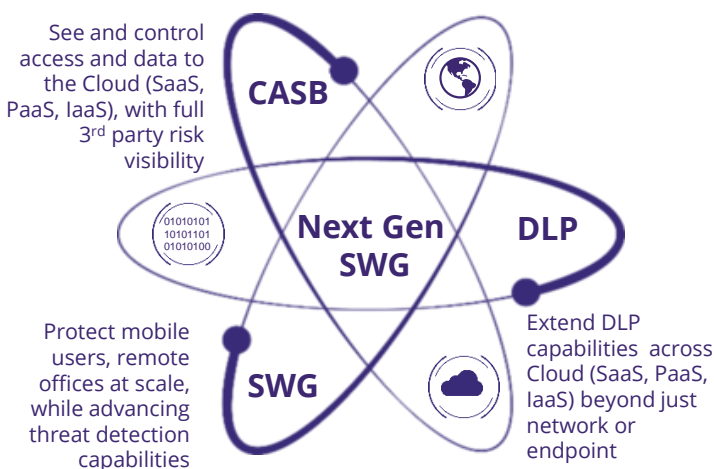 See and control
access and data to
the Cloud (SaaS,
PaaS, IaaS), with full
3rd party risk
visibility
CASB
01010101
10101101
01010100
Next Gen
SWG
DLP
Protect mobile
users, remote
offices at scale,
while advancing
threat detection
capabilities
SWG
Extend DLP
capabilities across
Cloud (SaaS, PaaS,
IaaS) beyond just
network or
endpoint